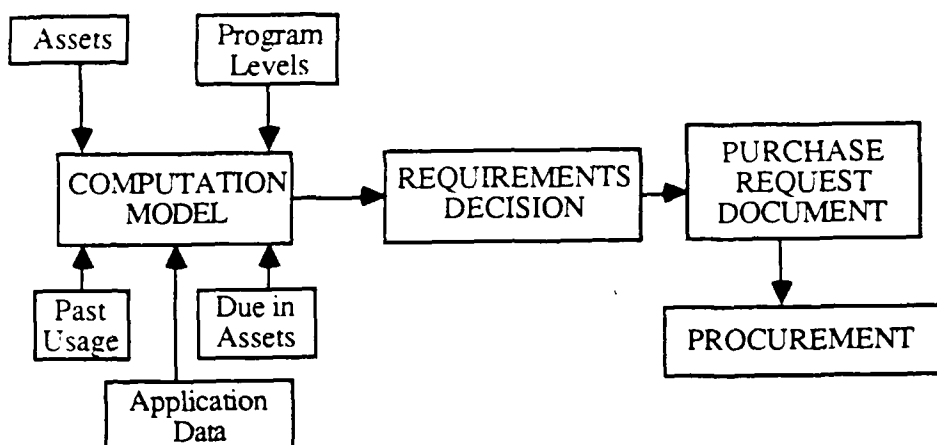 Assets
Program
Levels
COMPUTATION
MODEL
REQUIREMENTS
DECISION
PURCHASE
REQUEST
DOCUMENT
Past
Usage
Due in
Assets
PROCUREMENT
Application
Data